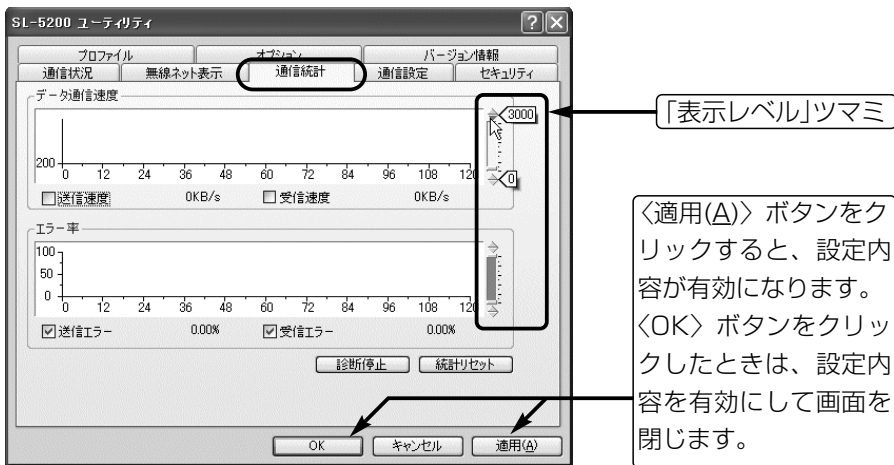 SL-5200 ユーティリティ
プロファイル オプション バージョン情報
通信状況 無線ネット表示 通信統計 通信設定 セキュリティ
データ通信速度
3000
200
0 12 24 36 48 60 72 84 96 108 120
0
送信速度 0KB/s 受信速度 0KB/s
エラー率
100
50
0
0 12 24 36 48 60 72 84 96 108 120
送信エラー 0.00% 受信エラー 0.00%
診断停止 統計リセット
OK キャンセル 適用(A)
「表示レベル」ツマミ
〈適用(A)〉ボタンをク
リックすると、設定内
容が有効になります。
〈OK〉ボタンをクリッ
クしたときは、設定内
容を有効にして画面を
閉じます。